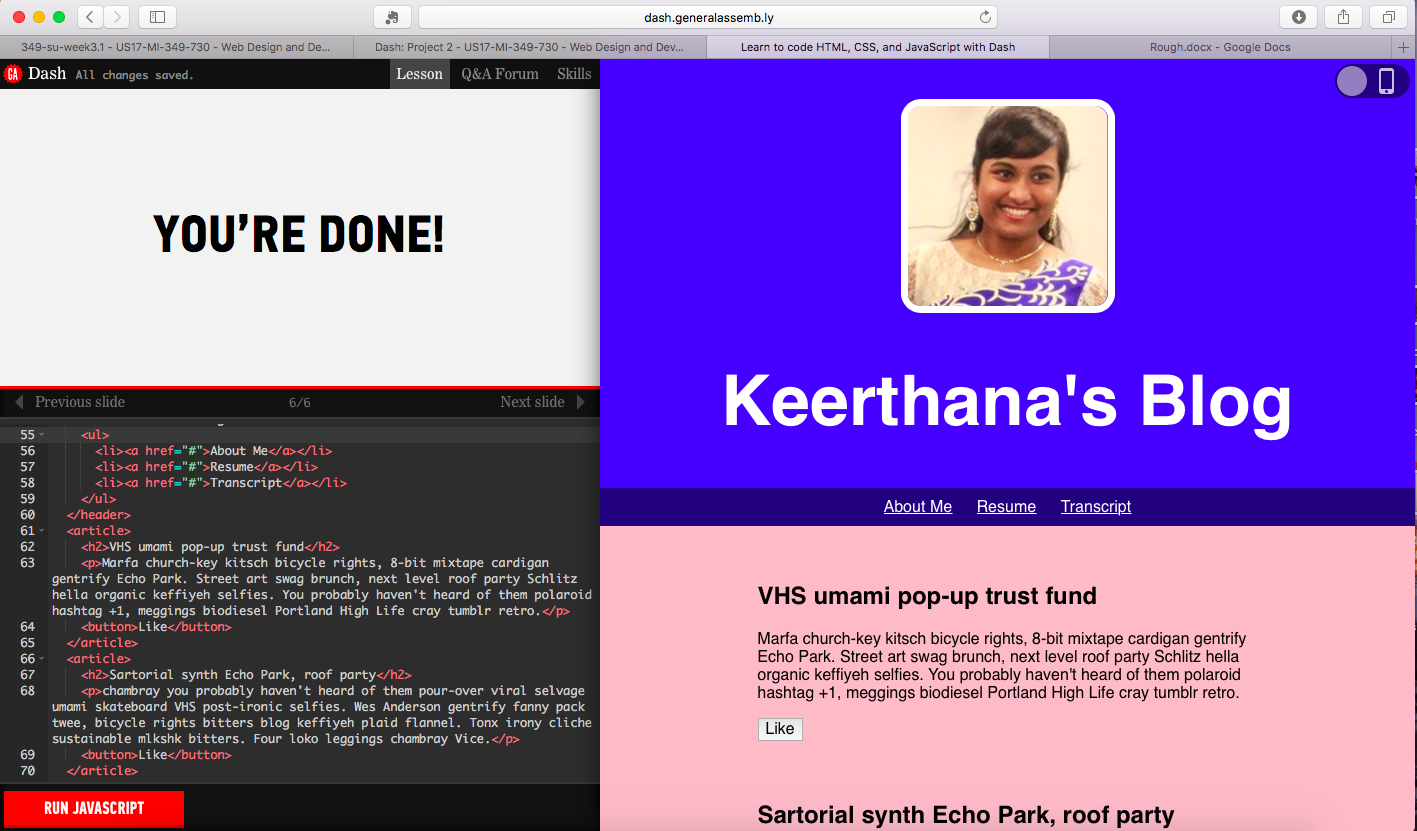 dash.generalassemb.ly
349-su-week3.1 - US17-MI-349-730 - Web Design and De...
Dash: Project 2 - US17-MI-349-730 - Web Design and Dev...
Learn to code HTML, CSS, and JavaScript with Dash
Rough.docx - Google Docs
GA Dash All changes saved.
Lesson Q&A Forum Skills
YOU'RE DONE!
Previous slide 6/6 Next slide
55 <ul>
56 <li><a href="#">About Me</a></li>
57 <li><a href="#">Resume</a></li>
58 <li><a href="#">Transcript</a></li>
59 </ul>
60 </header>
61 <article>
62 <h2>VHS umami pop-up trust fund</h2>
63 <p>Marfa church-key kitsch bicycle rights, 8-bit mixtape cardigan
gentrify Echo Park. Street art swag brunch, next level roof party Schlitz
hella organic keffiyeh selfies. You probably haven't heard of them polaroid
hashtag +1, meggings biodiesel Portland High Life cray tumblr retro.</p>
64 <button>Like</button>
65 </article>
66 <article>
67 <h2>Sartorial synth Echo Park, roof party</h2>
68 <p>chambray you probably haven't heard of them pour-over viral selvage
umami skateboard VHS post-ironic selfies. Wes Anderson gentrify fanny pack
twee, bicycle rights bitters blog keffiyeh plaid flannel. Tonx irony cliche
sustainable mlkshk bitters. Four loko leggings chambray Vice.</p>
69 <button>Like</button>
70 </article>
RUN JAVASCRIPT
Keerthana's Blog
About Me Resume Transcript
VHS umami pop-up trust fund
Marfa church-key kitsch bicycle rights, 8-bit mixtape cardigan gentrify
Echo Park. Street art swag brunch, next level roof party Schlitz hella
organic keffiyeh selfies. You probably haven't heard of them polaroid
hashtag +1, meggings biodiesel Portland High Life cray tumblr retro.
Like
Sartorial synth Echo Park, roof party